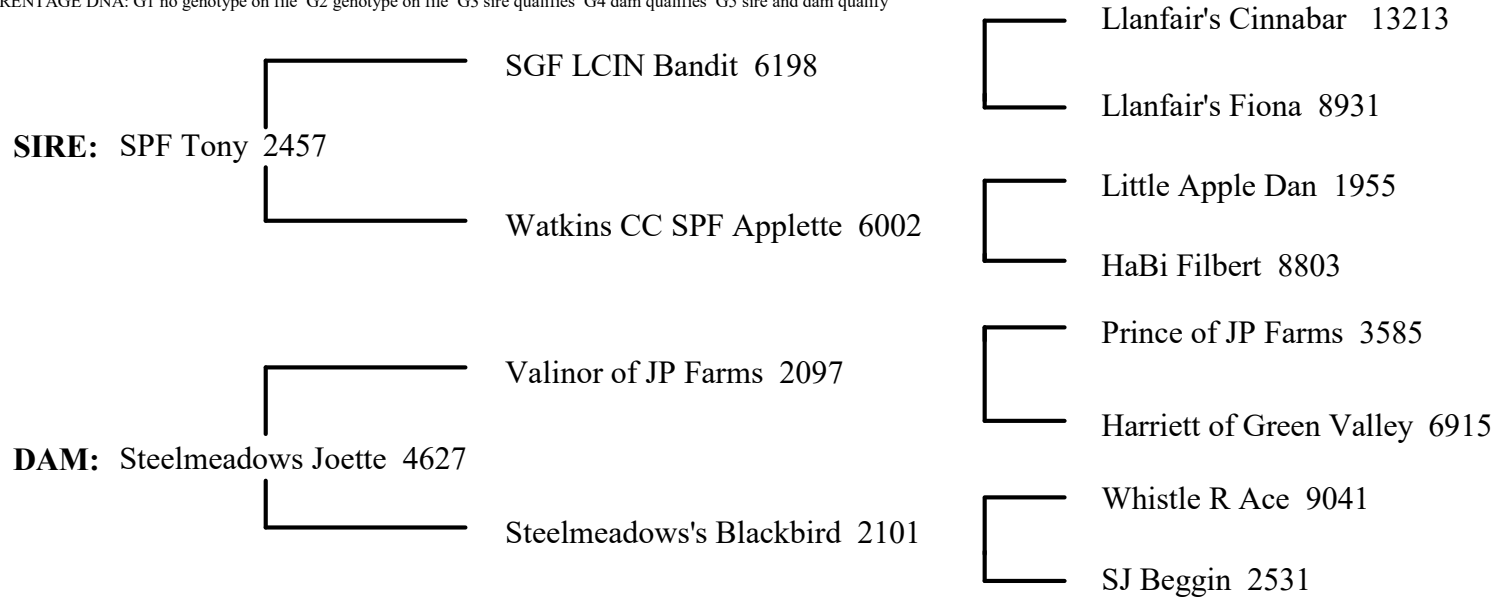 RENTAGE DNA: G1 no genotype on file G2 genotype on file G3 sire qualifies G4 dam qualifies G5 sire and dam qualify
Llanfair's Cinnabar 13213
SGF LCIN Bandit 6198
Llanfair's Fiona 8931
SIRE: SPF Tony 2457
Little Apple Dan 1955
Watkins CC SPF Applette 6002
HaBi Filbert 8803
Prince of JP Farms 3585
Valinor of JP Farms 2097
Harriett of Green Valley 6915
DAM: Steelmeadows Joette 4627
Whistle R Ace 9041
Steelmeadows's Blackbird 2101
SJ Beggin 2531